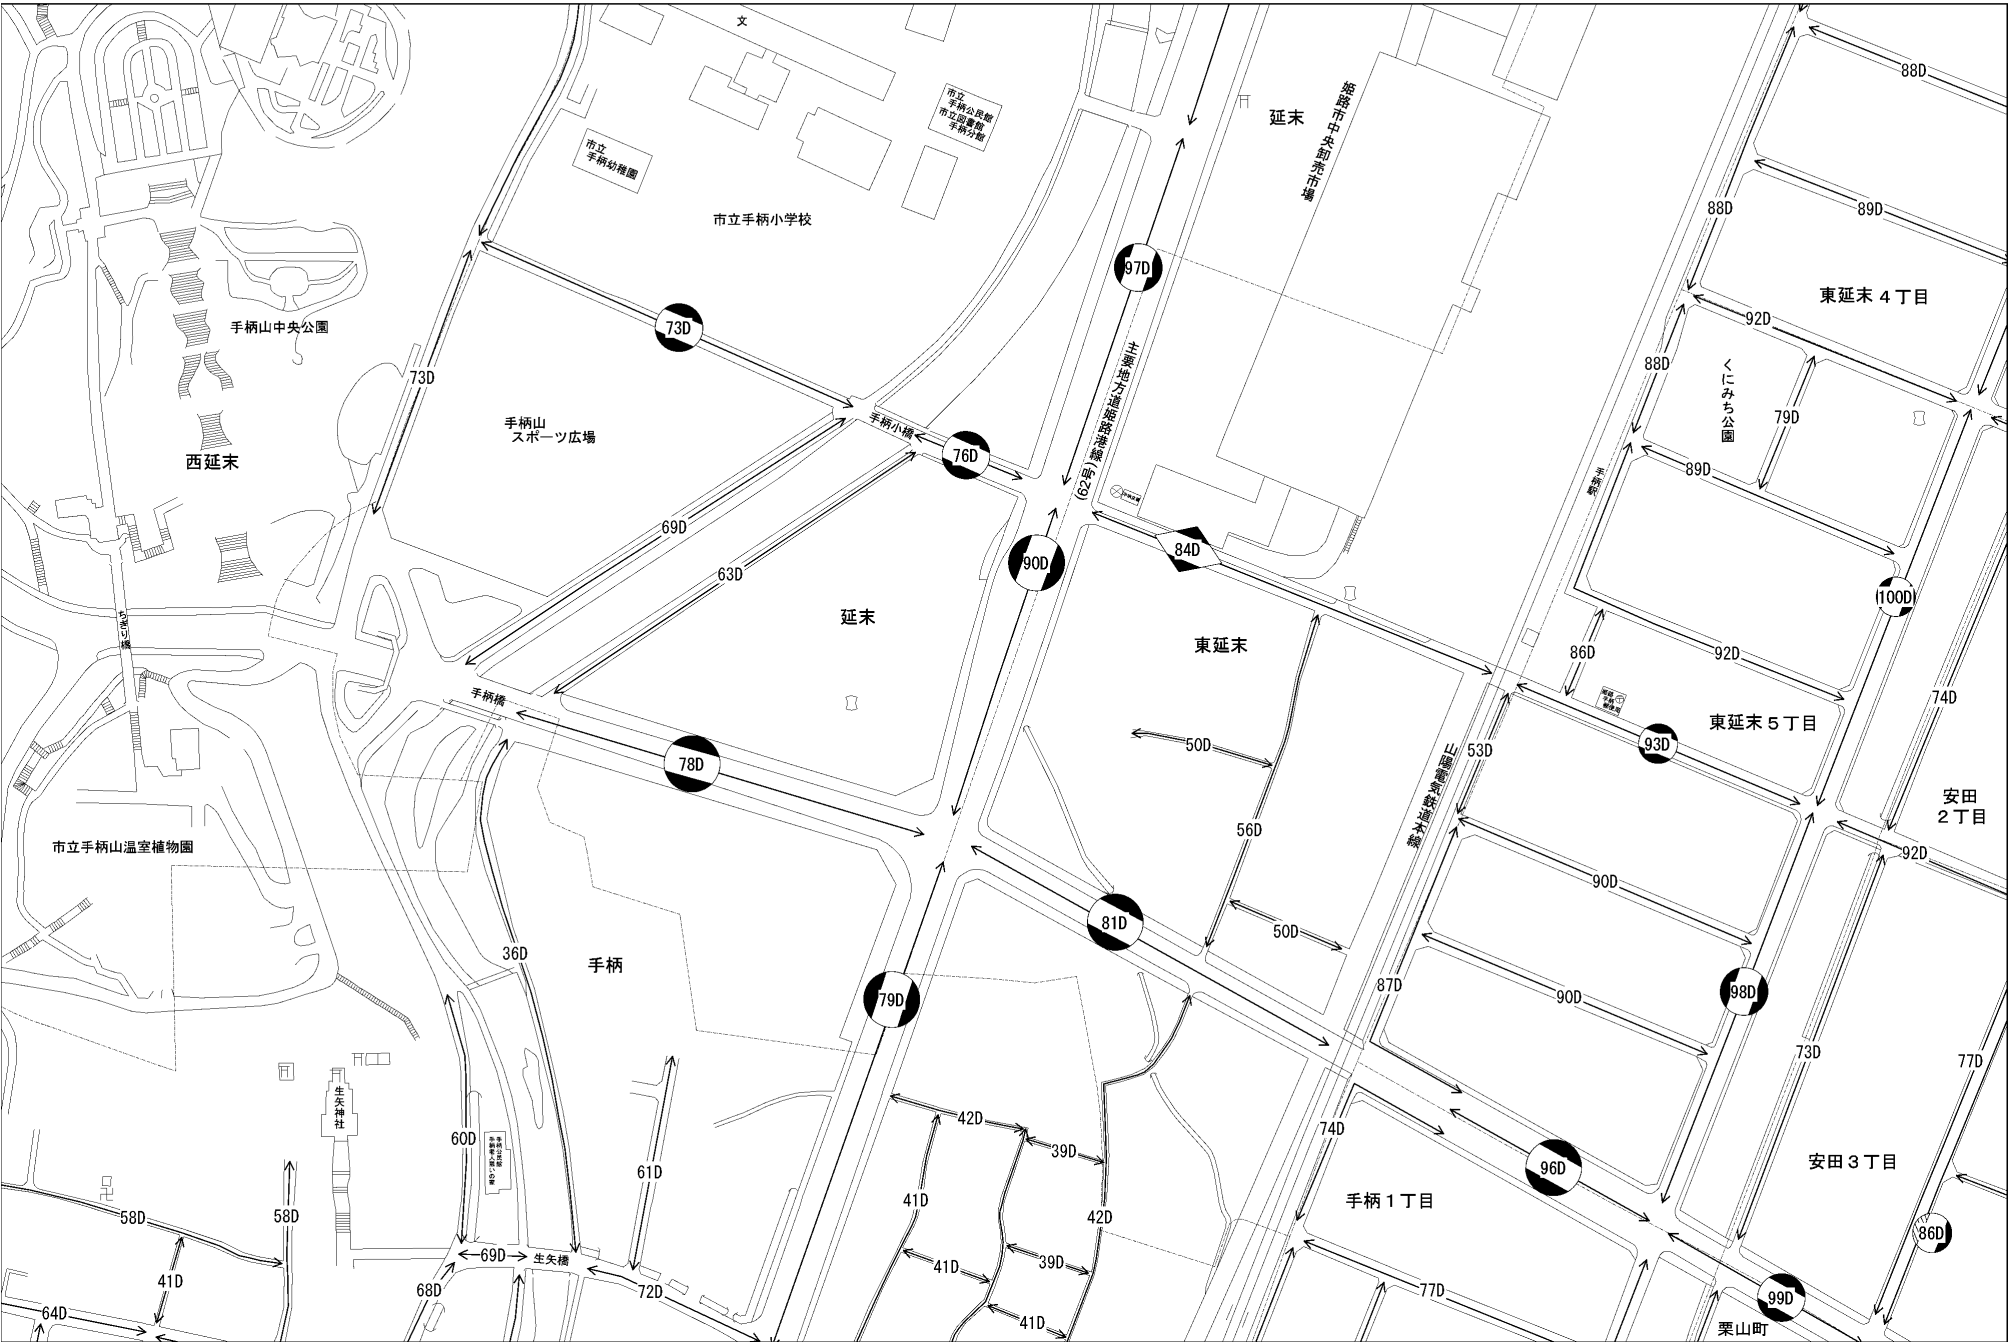 文
88D
市立
手柄公民館
市立図書館
手柄分館
延末
姫路市中央卸売市場
市立
手柄幼稚園
市立手柄小学校
88D
89D
97D
東延末4丁目
手柄山中央公園
73D
92D
主要地方道姫路港線
(62号)
88D
くにみち公園
79D
73D
手柄山
スポーツ広場
手柄小橋
76D
西延末
89D
手柄駅
69D
84D
90D
63D
100D
ちぎり橋
延末
東延末
86D
92D
74D
手柄橋
東延末5丁目
50D
53D
93D
78D
山陽電気鉄道本線
安田
2丁目
56D
市立手柄山温室植物園
92D
90D
81D
50D
36D
手柄
79D
87D
98D
90D
73D
77D
生矢神社
42D
74D
60D
39D
96D
安田3丁目
61D
41D
手柄1丁目
58D
58D
42D
86D
69D
生矢橋
39D
41D
41D
68D
72D
77D
99D
64D
41D
栗山町